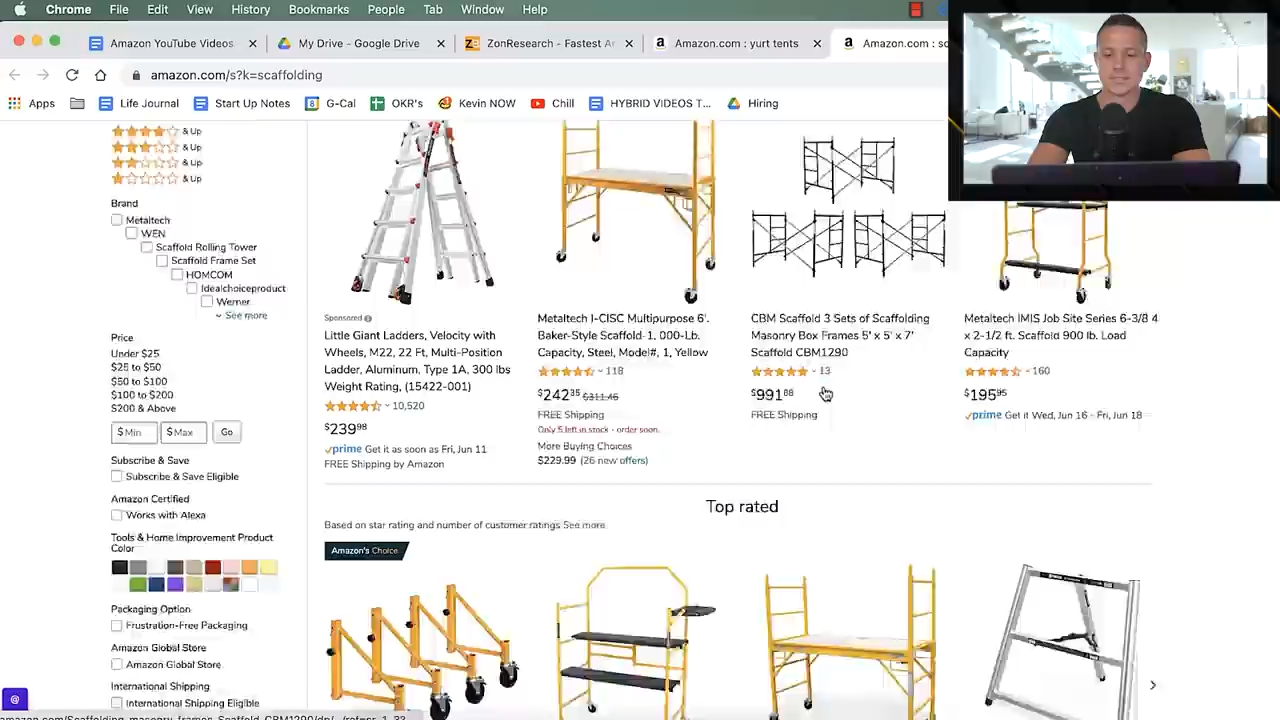 Chrome File Edit View History Bookmarks People Tab Window Help
Amazon YouTube Videos
My Drive - Google Drive
ZonResearch - Fastest A
Amazon.com : yurt tents
Amazon.com : sc
amazon.com/s?k=scaffolding
Apps
Life Journal
Start Up Notes
G-Cal
OKR's
Kevin NOW
Chill
HYBRID VIDEOS T...
Hiring
& Up
& Up
& Up
& Up
Brand
Metaltech
WEN
Scaffold Rolling Tower
Scaffold Frame Set
HOMCOM
Idealchoiceproduct
Werner
See more
Price
Under $25
$25 to $50
$50 to $100
$100 to $200
$200 & Above
$ Min
$ Max
Go
Subscribe & Save
Subscribe & Save Eligible
Amazon Certified
Works with Alexa
Tools & Home Improvement Product
Color
Packaging Option
Frustration-Free Packaging
Amazon Global Store
Amazon Global Store
International Shipping
International Shipping Eligible
Sponsored
Little Giant Ladders, Velocity with
Wheels, M22, 22 Ft, Multi-Position
Ladder, Aluminum, Type 1A, 300 lbs
Weight Rating, (15422-001)
10,520
$23998
prime Get it as soon as Fri, Jun 11
FREE Shipping by Amazon
Metaltech I-CISC Multipurpose 6'.
Baker-Style Scaffold- 1, 000-Lb.
Capacity, Steel, Model#, 1, Yellow
118
$24235 $311.46
FREE Shipping
Only 5 left in stock - order soon.
More Buying Choices
$229.99 (26 new offers)
CBM Scaffold 3 Sets of Scaffolding
Masonry Box Frames 5' x 5' x 7'
Scaffold CBM1290
13
$99188
FREE Shipping
Metaltech IMIS Job Site Series 6-3/8 4
x 2-1/2 ft. Scaffold 900 lb. Load
Capacity
160
$19595
prime Get it Wed, Jun 16 - Fri, Jun 18
Top rated
Based on star rating and number of customer ratings See more
Amazon's Choice